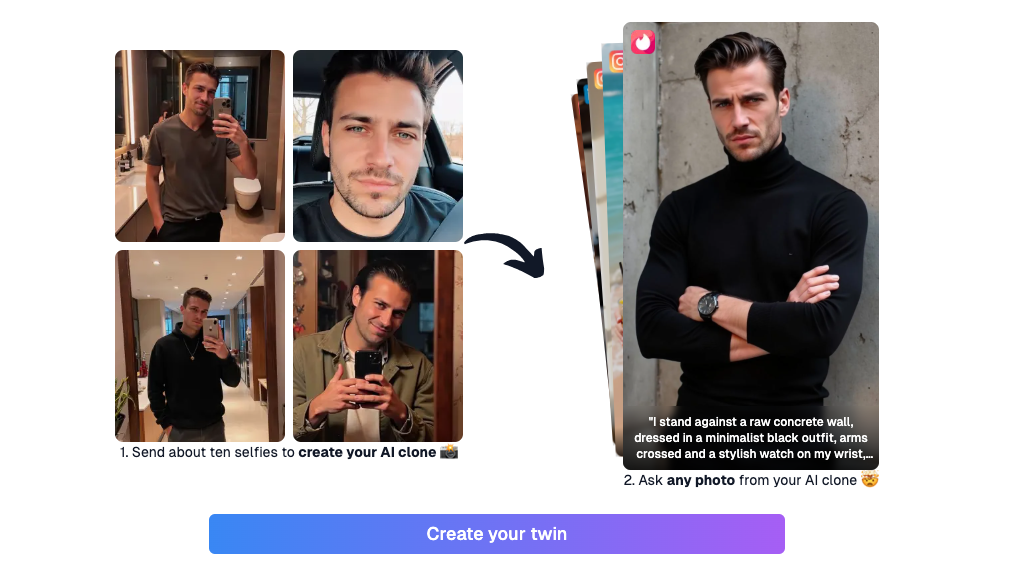 1. Send about ten selfies to create your AI clone 📸
"I stand against a raw concrete wall,
dressed in a minimalist black outfit, arms
crossed and a stylish watch on my wrist,...
2. Ask any photo from your AI clone 🤯
Create your twin